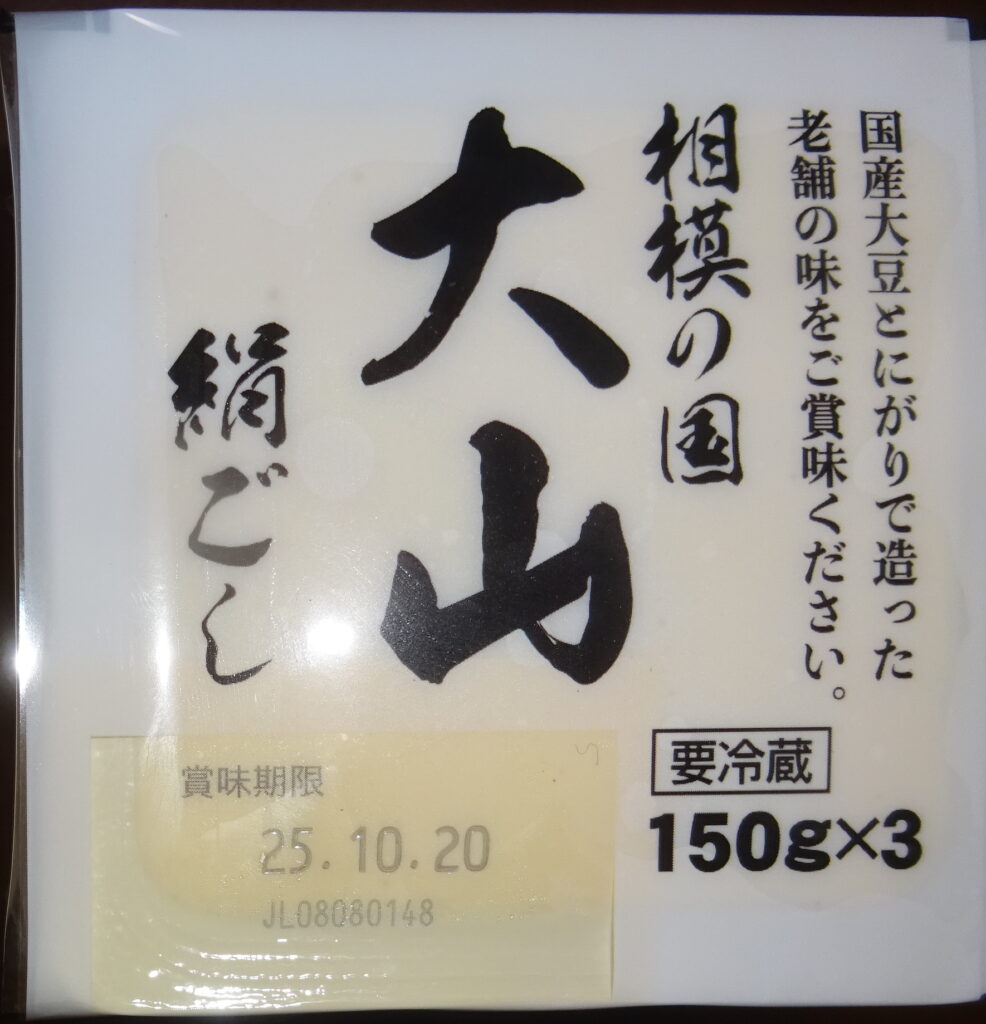 国産大豆とにがりで造った
老舗の味をご賞味ください。
相模の国
大山
絹ごし
要冷蔵
150g×3
賞味期限
25.10.20
JL08080148